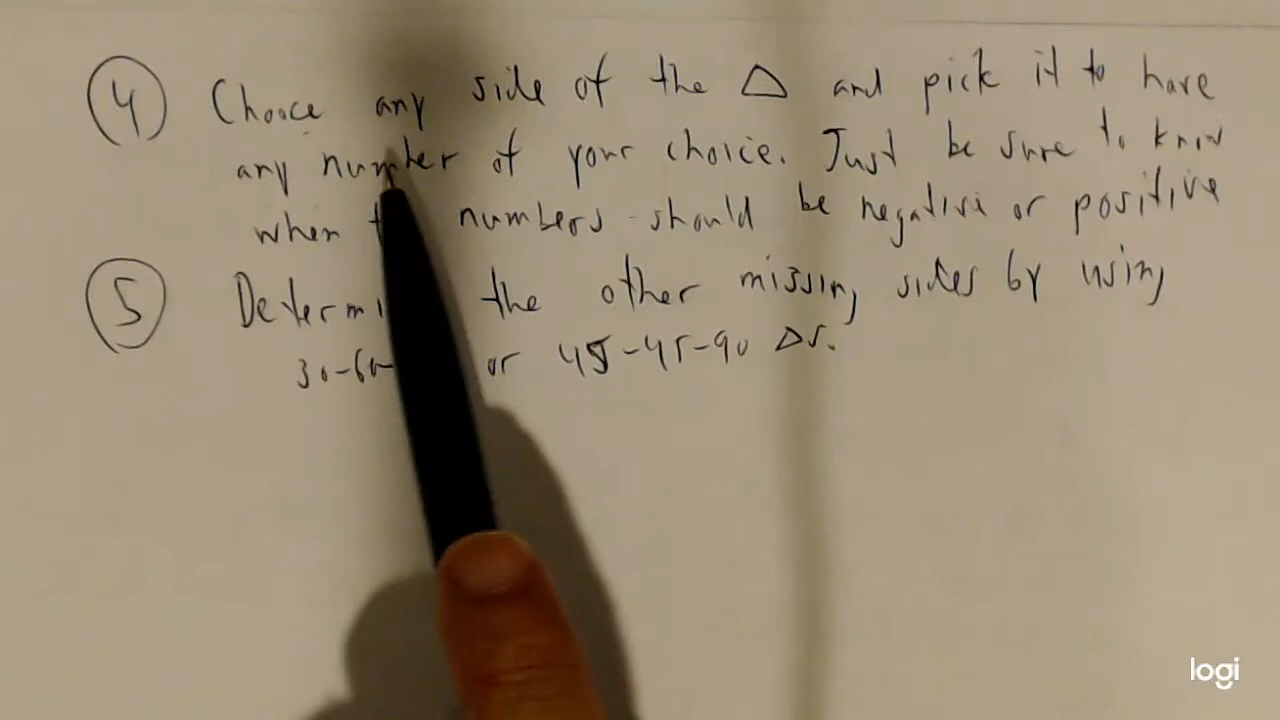 4 Chooce any side of the △ and pick it to have
any number of your choice. Just be sure to know
when numbers should be negative or positive
5 the other missing sides by using
or 45-45-90 △s.
logi